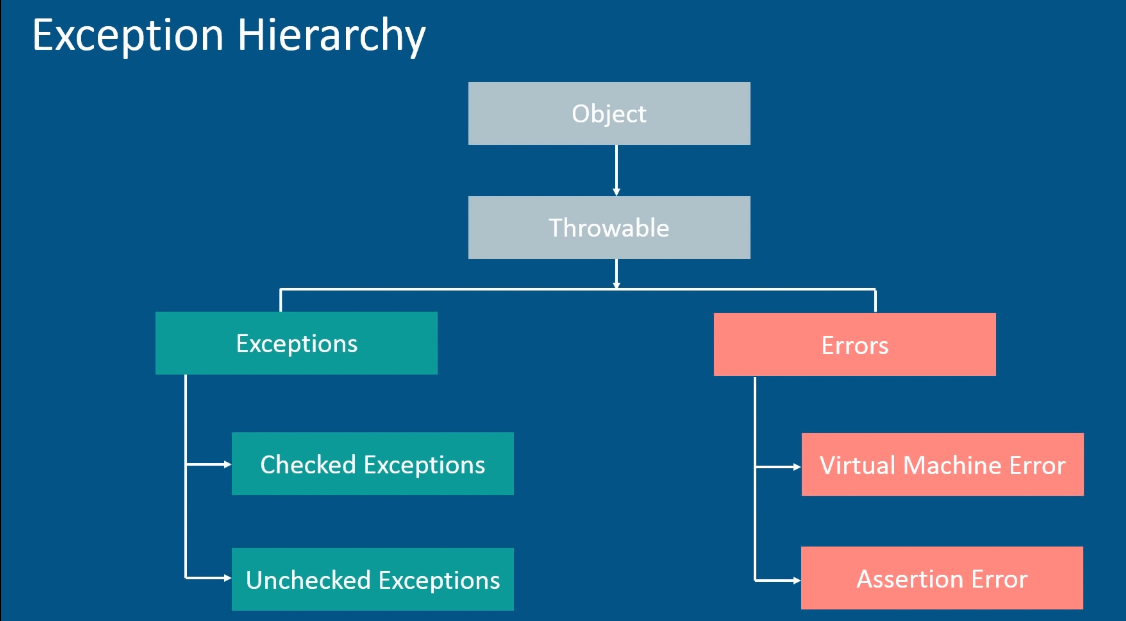 Exception Hierarchy
Object
Throwable
Exceptions
Errors
Checked Exceptions
Virtual Machine Error
Unchecked Exceptions
Assertion Error